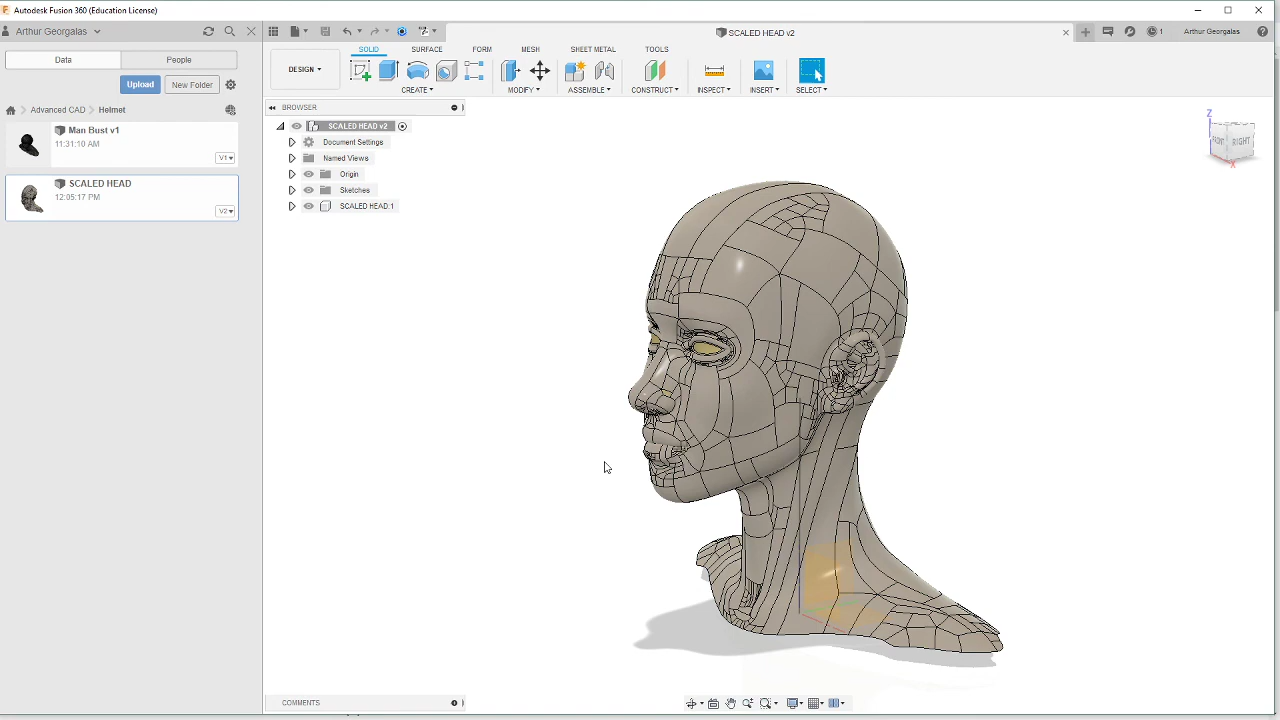 Autodesk Fusion 360 (Education License)
Arthur Georgalas
SCALED HEAD v2
1
Arthur Georgalas
Data
People
SOLID
SURFACE
FORM
MESH
SHEET METAL
TOOLS
DESIGN
Upload
New Folder
CREATE
MODIFY
ASSEMBLE
CONSTRUCT
INSPECT
INSERT
SELECT
Advanced CAD
Helmet
BROWSER
Man Bust v1
11:31:10 AM
V1
SCALED HEAD
12:05:17 PM
V2
SCALED HEAD v2
Document Settings
Named Views
Origin
Sketches
SCALED HEAD:1
Z
FRONT
RIGHT
X
COMMENTS